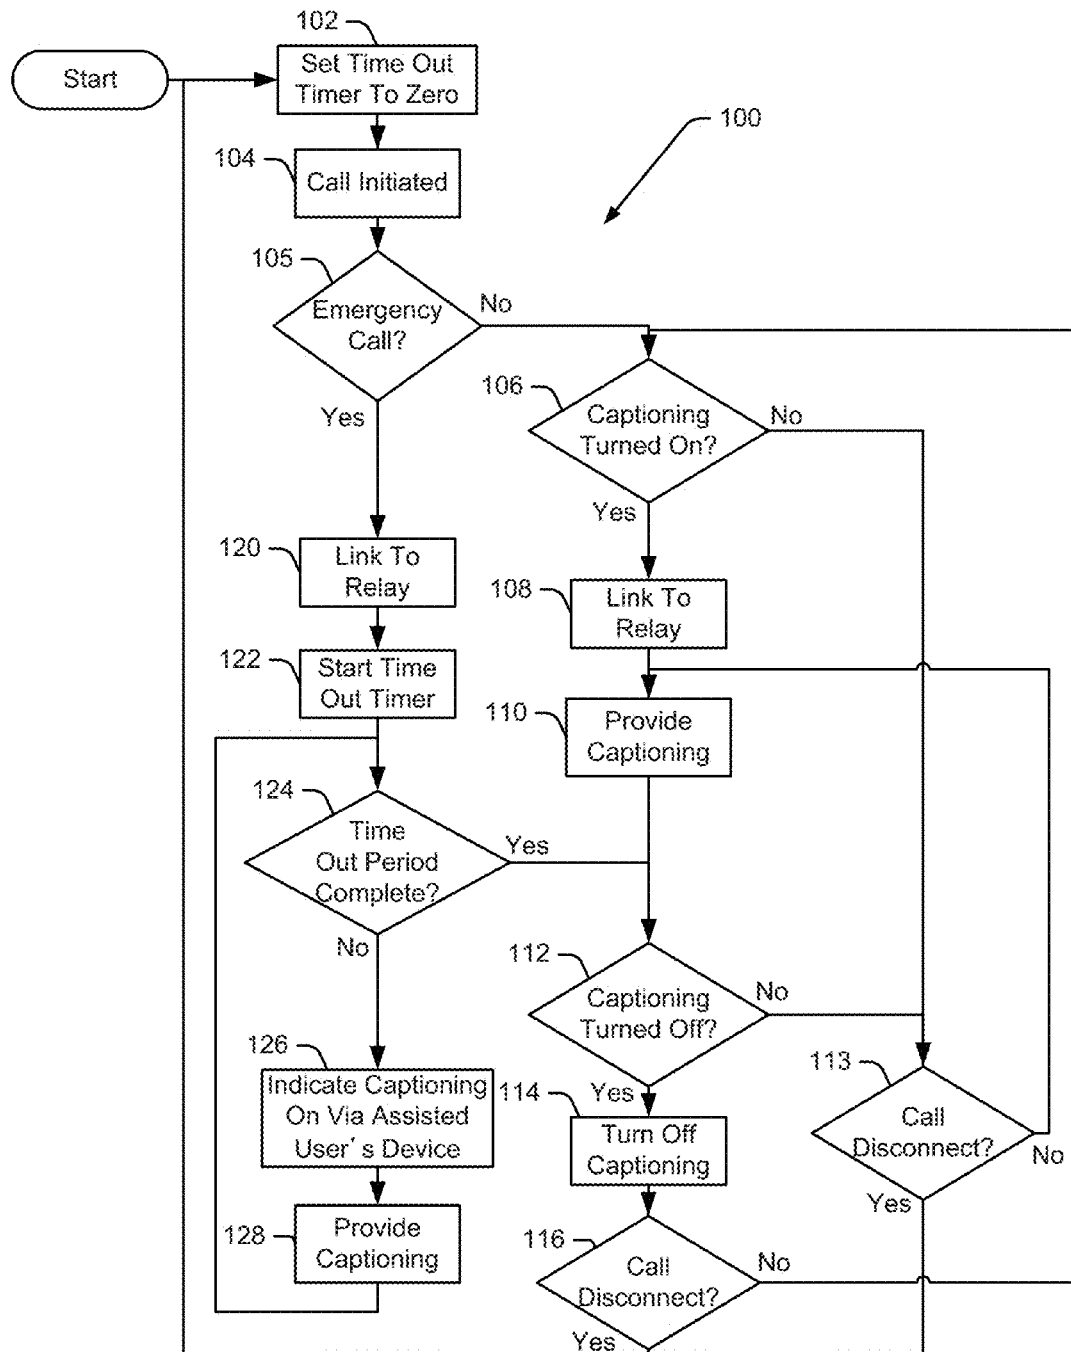 102
Start
Set Time Out
Timer To Zero
100
104
Call Initiated
105
Emergency
Call?
No
Yes
106
Captioning
Turned On?
No
Yes
120
Link To
Relay
108
Link To
Relay
122
Start Time
Out Timer
110
Provide
Captioning
124
Time
Out Period
Complete?
Yes
No
112
Captioning
Turned Off?
No
Yes
126
Indicate Captioning
On Via Assisted
User's Device
113
Call
Disconnect?
No
Yes
114
Turn Off
Captioning
128
Provide
Captioning
116
Call
Disconnect?
No
Yes